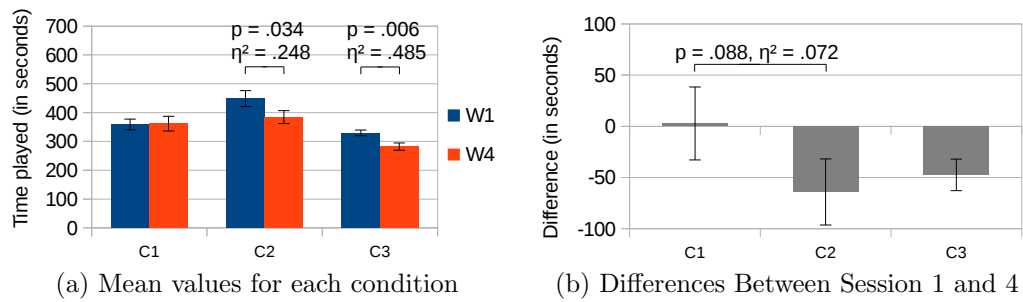 Time played (in seconds)
700
600
500
400
300
200
100
0
p = .034
η² = .248
p = .006
η² = .485
C1
C2
C3
W1
W4
(a) Mean values for each condition
Difference (in seconds)
100
50
0
-50
-100
p = .088, η² = .072
C1
C2
C3
(b) Differences Between Session 1 and 4